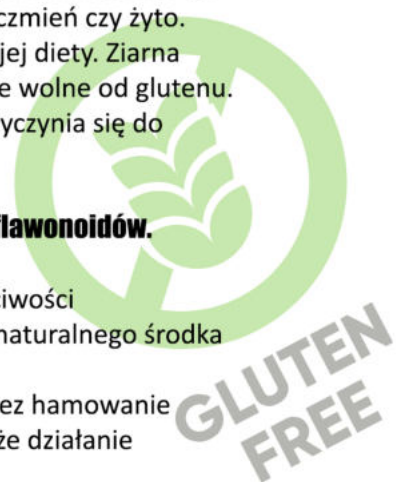 czmień czy żyto.
jej diety. Ziarna
e wolne od glutenu.
yczynia się do
flawonoidów.
ciwości
naturalnego środka
ez hamowanie
że działanie
GLUTEN
FREE